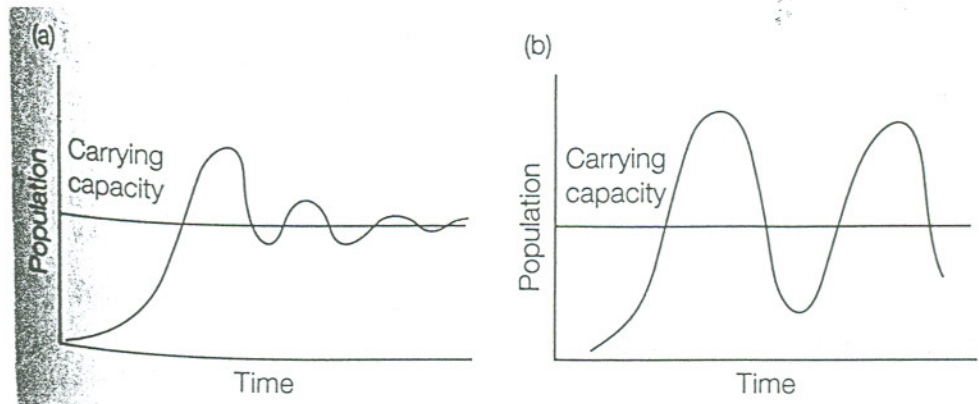 (a)
Population
Carrying
capacity
Time
(b)
Population
Carrying
capacity
Time